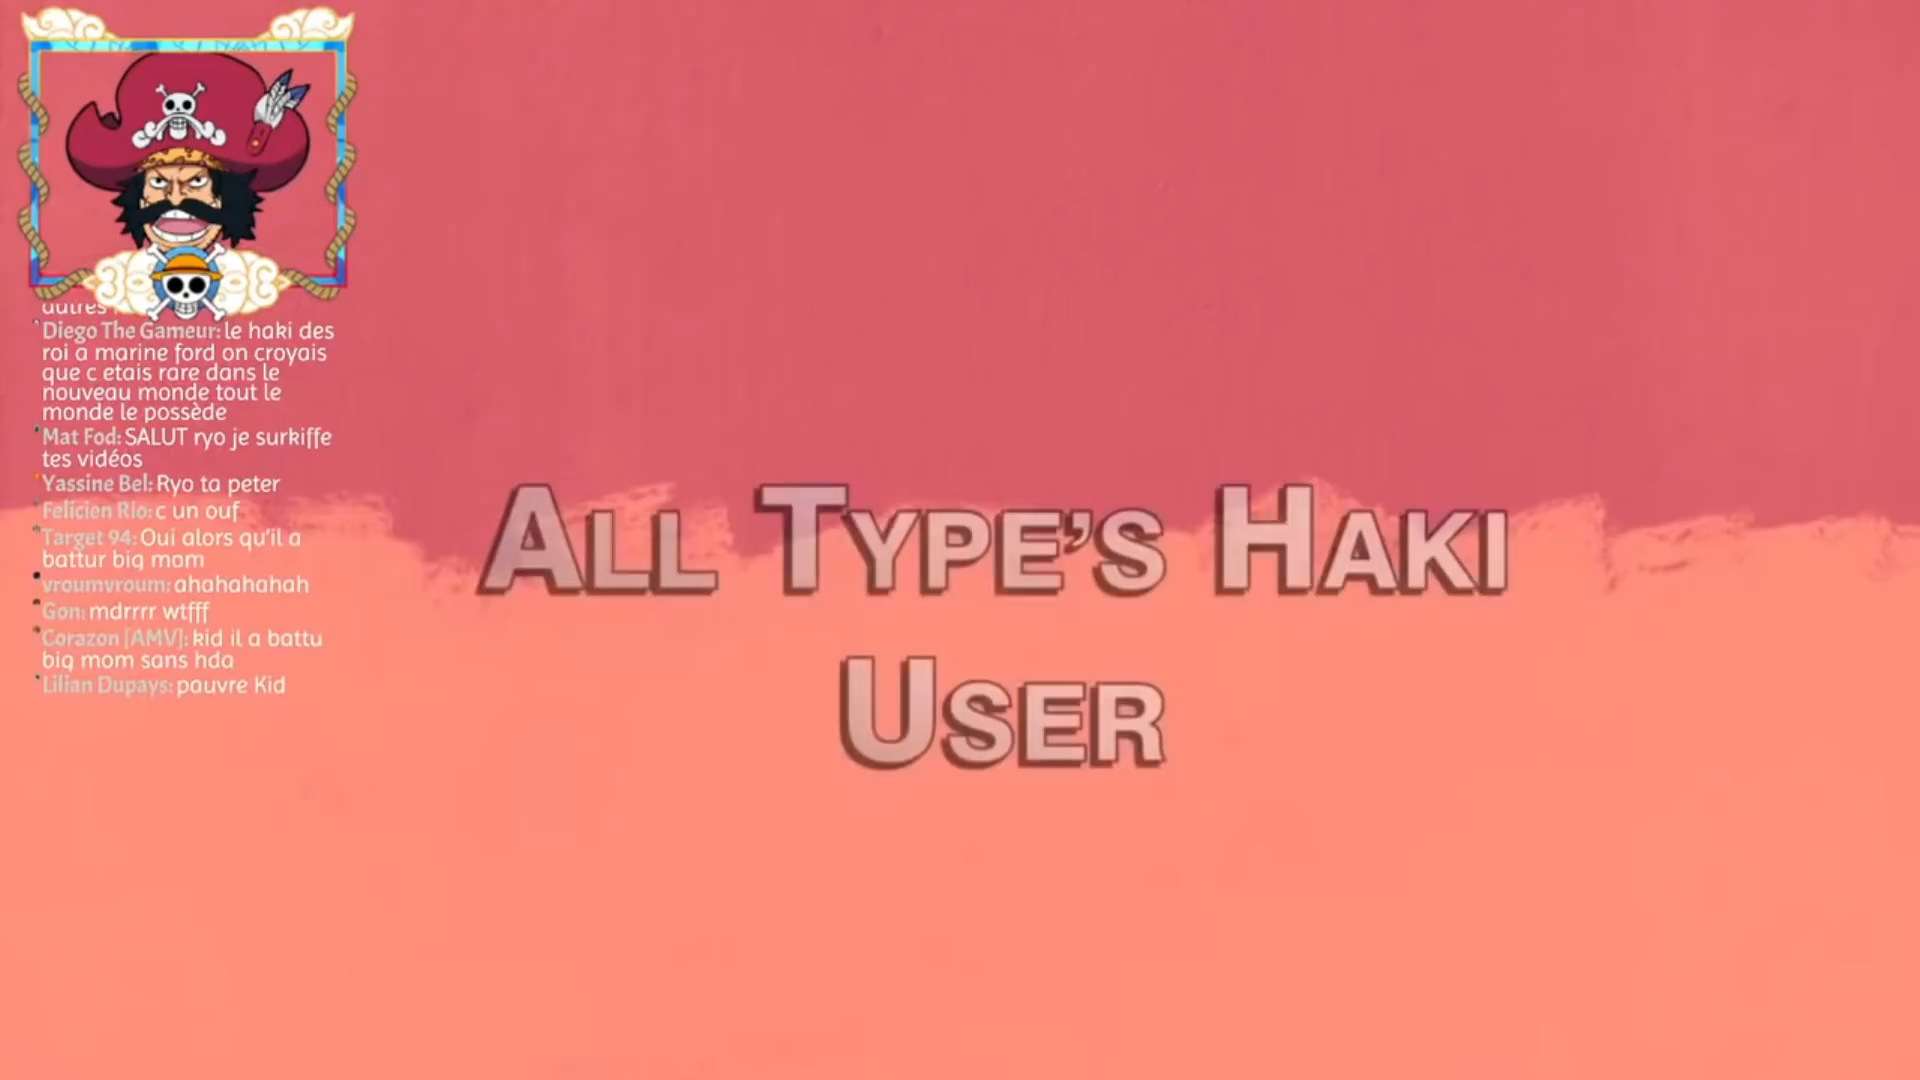 autres
Diego The Gameur: le haki des
roi a marine ford on croyais
que c etais rare dans le
nouveau monde tout le
monde le possède
Mat Fod: SALUT ryo je surkiffe
tes vidéos
Yassine Bel: Ryo ta peter
Felicien Rlo: c un ouf
Target 94: Oui alors qu'il a
battur big mom
vroumvroum: ahahahahah
Gon: mdrrrr wtfff
Corazon [AMV]: kid il a battu
big mom sans hda
Lilian Dupays: pauvre Kid
ALL TYPE'S HAKI
USER